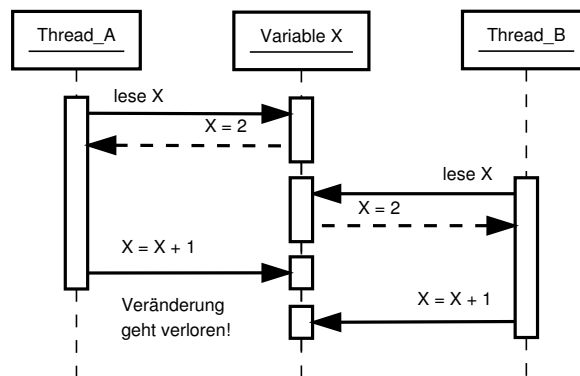 Thread_A
Variable X
Thread_B
lese X
X = 2
lese X
X = 2
X = X + 1
Veränderung
geht verloren!
X = X + 1